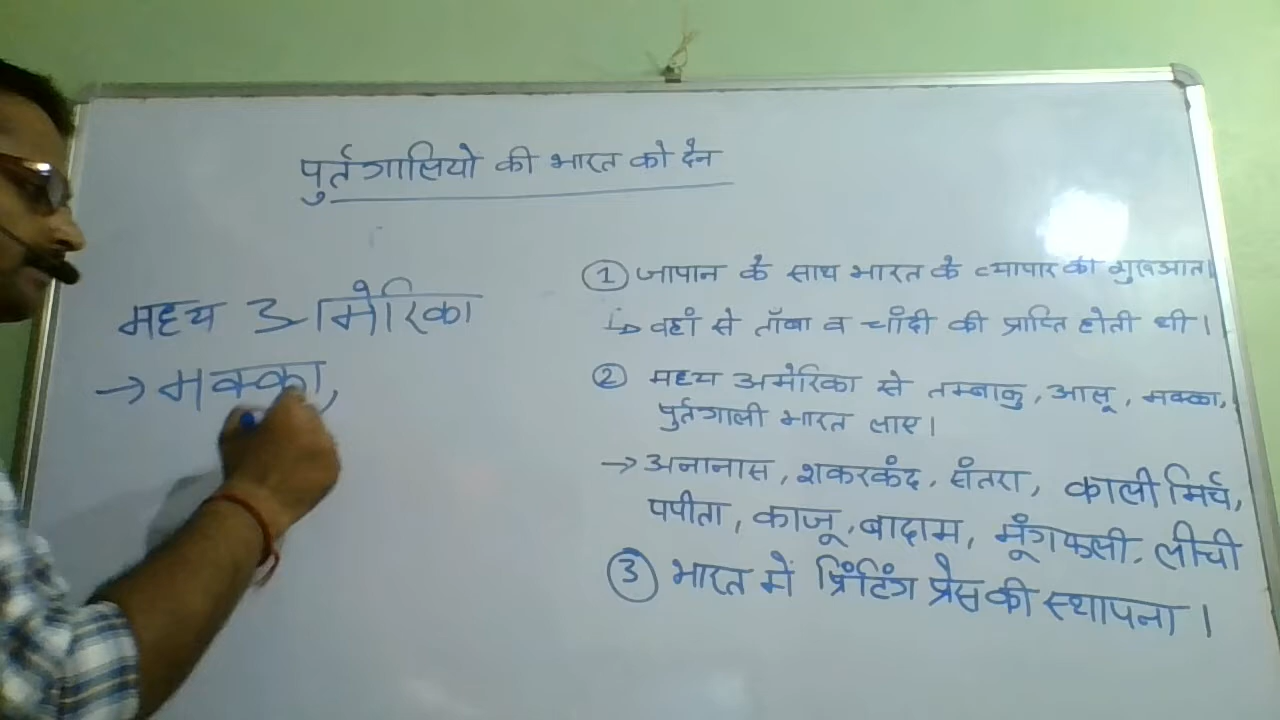 पुर्तगालियो की भारत को देन
मध्य अमेरिका
→ मक्का,
① जापान के साथ भारत के व्यापार की शुरुआत।
↳ वहां से ताँबा व चाँदी की प्राप्ति होती थी।
② मध्य अमेरिका से तम्बाकु, आलू, मक्का,
पुर्तगाली भारत लाए।
→ अनानास, शकरकंद, संतरा, काली मिर्च,
पपीता, काजू, बादाम, मूंगफली, लीची
③ भारत में प्रिंटिंग प्रेस की स्थापना।